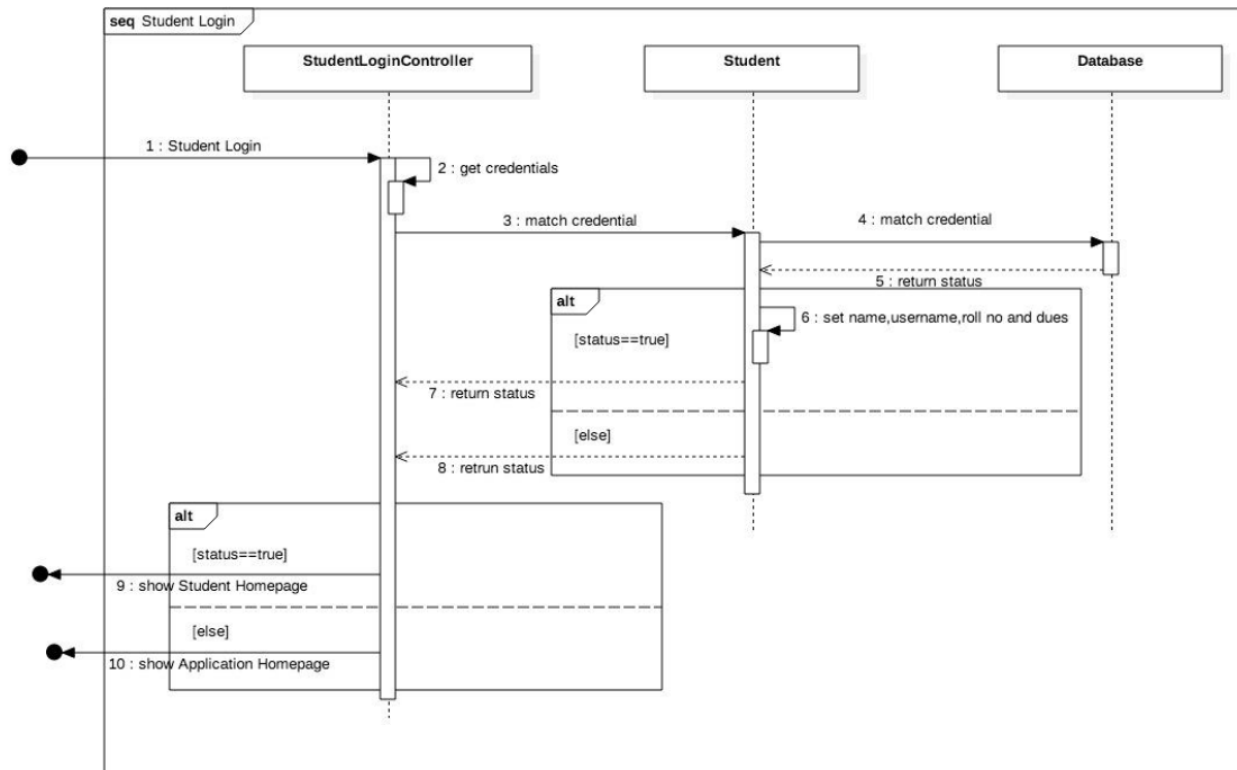 seq Student Login
StudentLoginController
Student
Database
1 : Student Login
2 : get credentials
3 : match credential
4 : match credential
5 : return status
alt
6 : set name,username,roll no and dues
[status==true]
7 : return status
[else]
8 : retrun status
alt
[status==true]
9 : show Student Homepage
[else]
10 : show Application Homepage